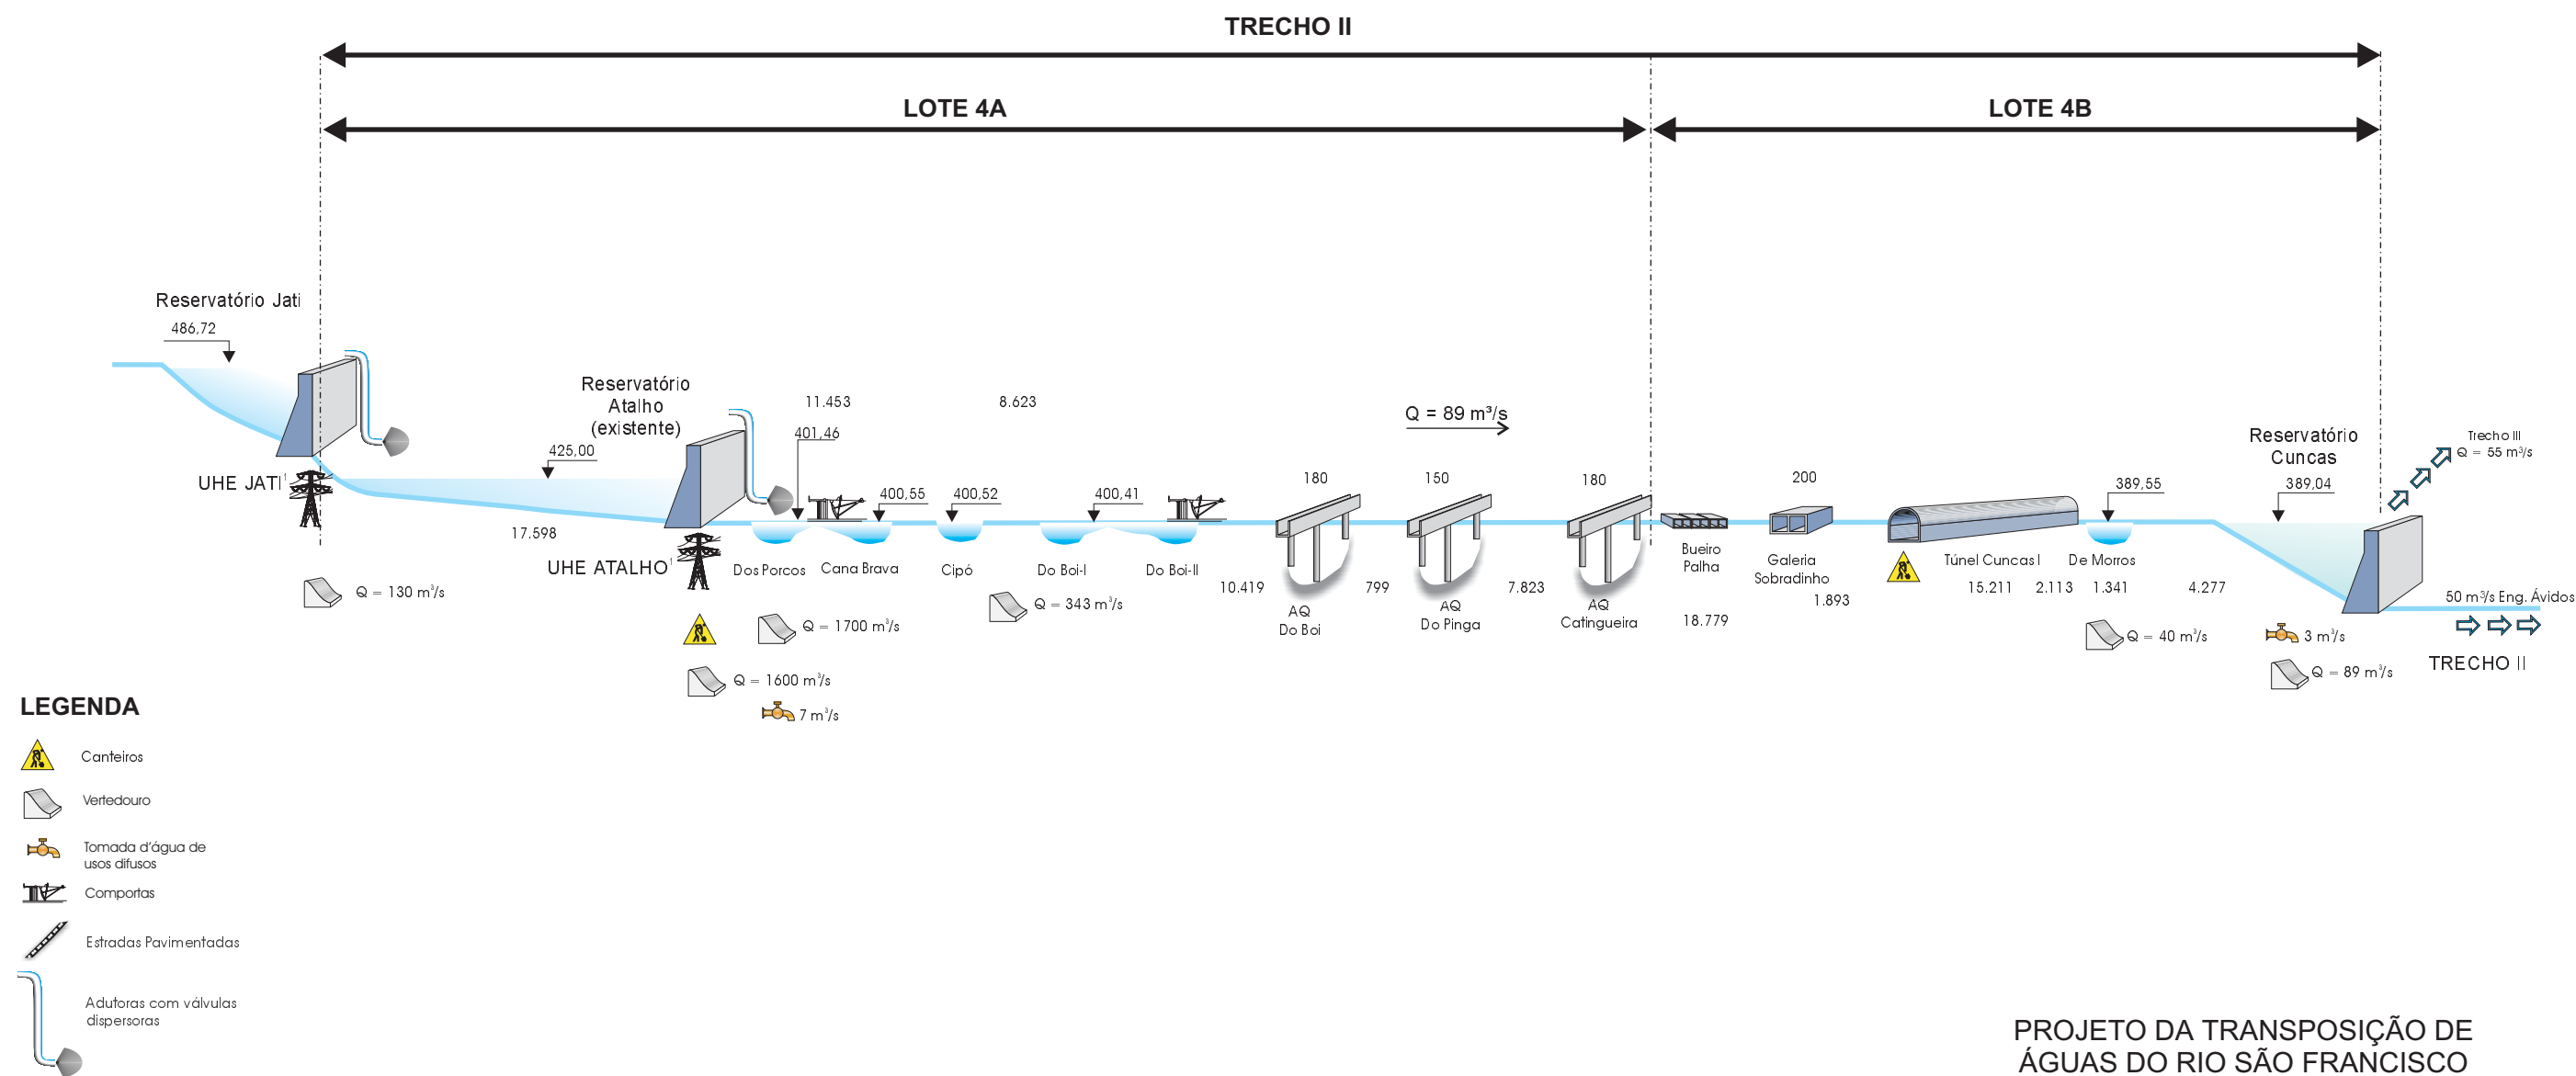 TRECHO II
LOTE 4A
LOTE 4B
Reservatório Jati
486,72
Reservatório
Atalho
(existente)
11.453
8.623
401,46
Q = 89 m³/s
Reservatório
Cuncas
Trecho III
Q = 55 m³/s
425,00
UHE JATI¹
17.598
UHE ATALHO¹
400,55
400,52
400,41
180
150
180
200
389,55
389,04
Dos Porcos
Cana Brava
Cipó
Do Boi-I
Do Boi-II
10.419
AQ
Do Boi
799
AQ
Do Pinga
7.823
AQ
Catingueira
Bueiro
Palha
18.779
Galeria
Sobradinho
1.893
Túnel Cuncas I
15.211
2.113
De Morros
1.341
4.277
50 m³/s Eng. Ávidos
TRECHO II
Q = 130 m³/s
Q = 1700 m³/s
Q = 343 m³/s
Q = 1600 m³/s
7 m³/s
Q = 40 m³/s
3 m³/s
Q = 89 m³/s
LEGENDA
Canteiros
Vertedouro
Tomada d'água de
usos difusos
Comportas
Estradas Pavimentadas
Adutoras com válvulas
dispersoras
PROJETO DA TRANSPOSIÇÃO DE
ÁGUAS DO RIO SÃO FRANCISCO